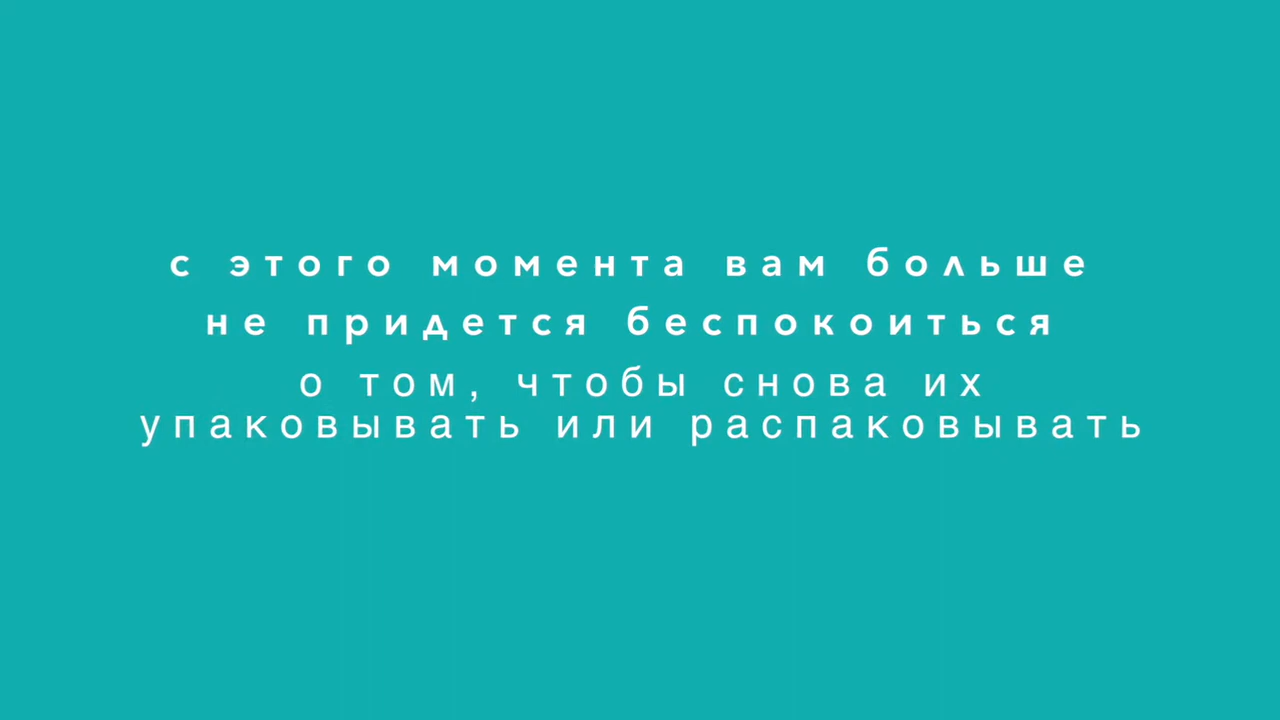 с этого момента вам больше
не придется беспокоиться
о том, чтобы снова их
упаковывать или распаковывать